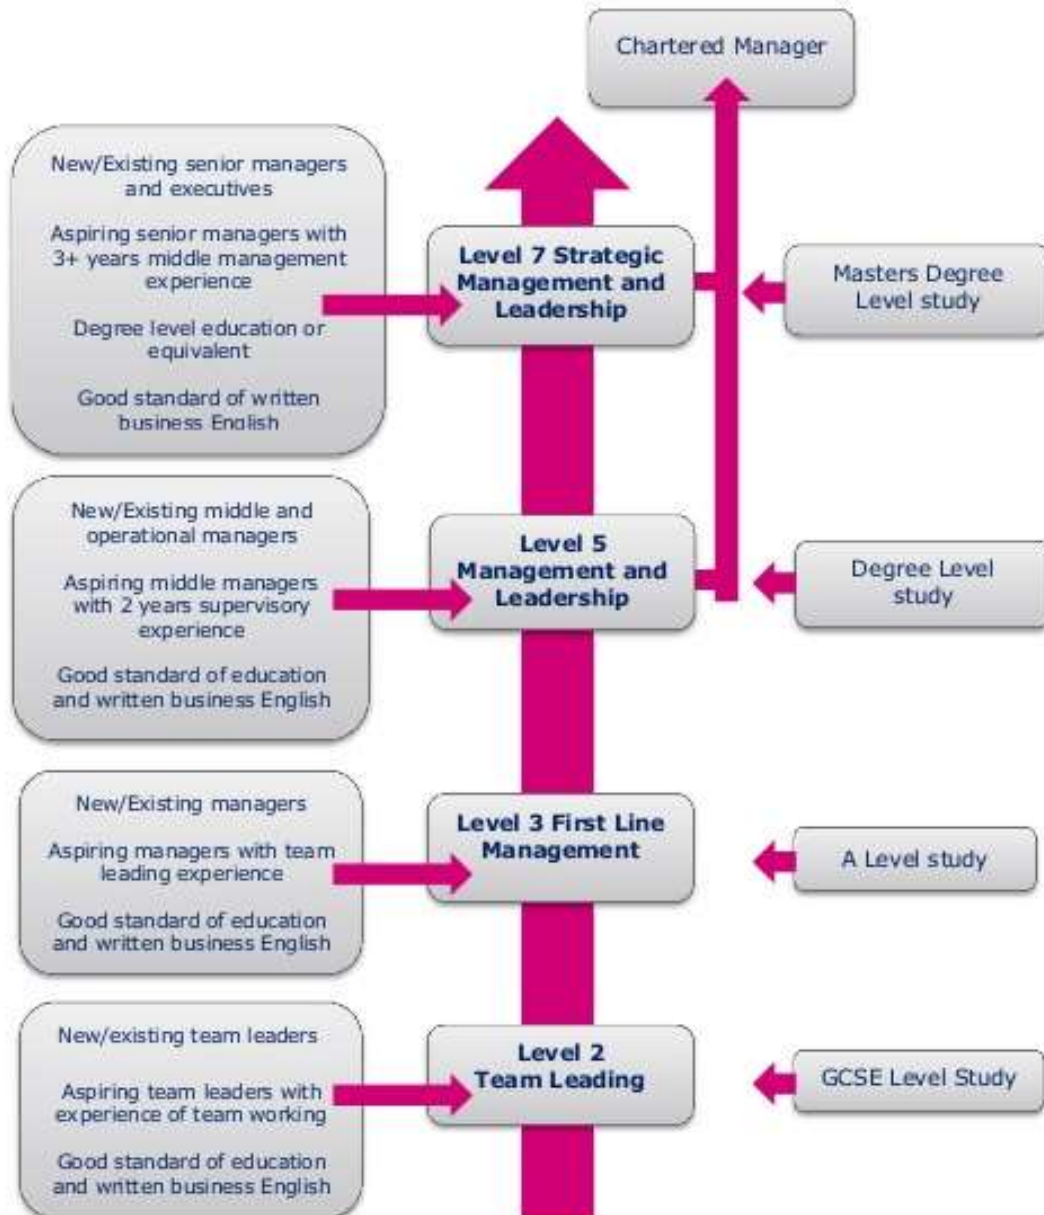 Chartered Manager
New/Existing senior managers
and executives
Aspiring senior managers with
3+ years middle management
experience
Degree level education or
equivalent
Good standard of written
business English
Level 7 Strategic
Management and
Leadership
Masters Degree
Level study
New/Existing middle and
operational managers
Aspiring middle managers
with 2 years supervisory
experience
Good standard of education
and written business English
Level 5
Management and
Leadership
Degree Level
study
New/Existing managers
Aspiring managers with team
leading experience
Good standard of education
and written business English
Level 3 First Line
Management
A Level study
New/existing team leaders
Aspiring team leaders with
experience of team working
Good standard of education
and written business English
Level 2
Team Leading
GCSE Level Study